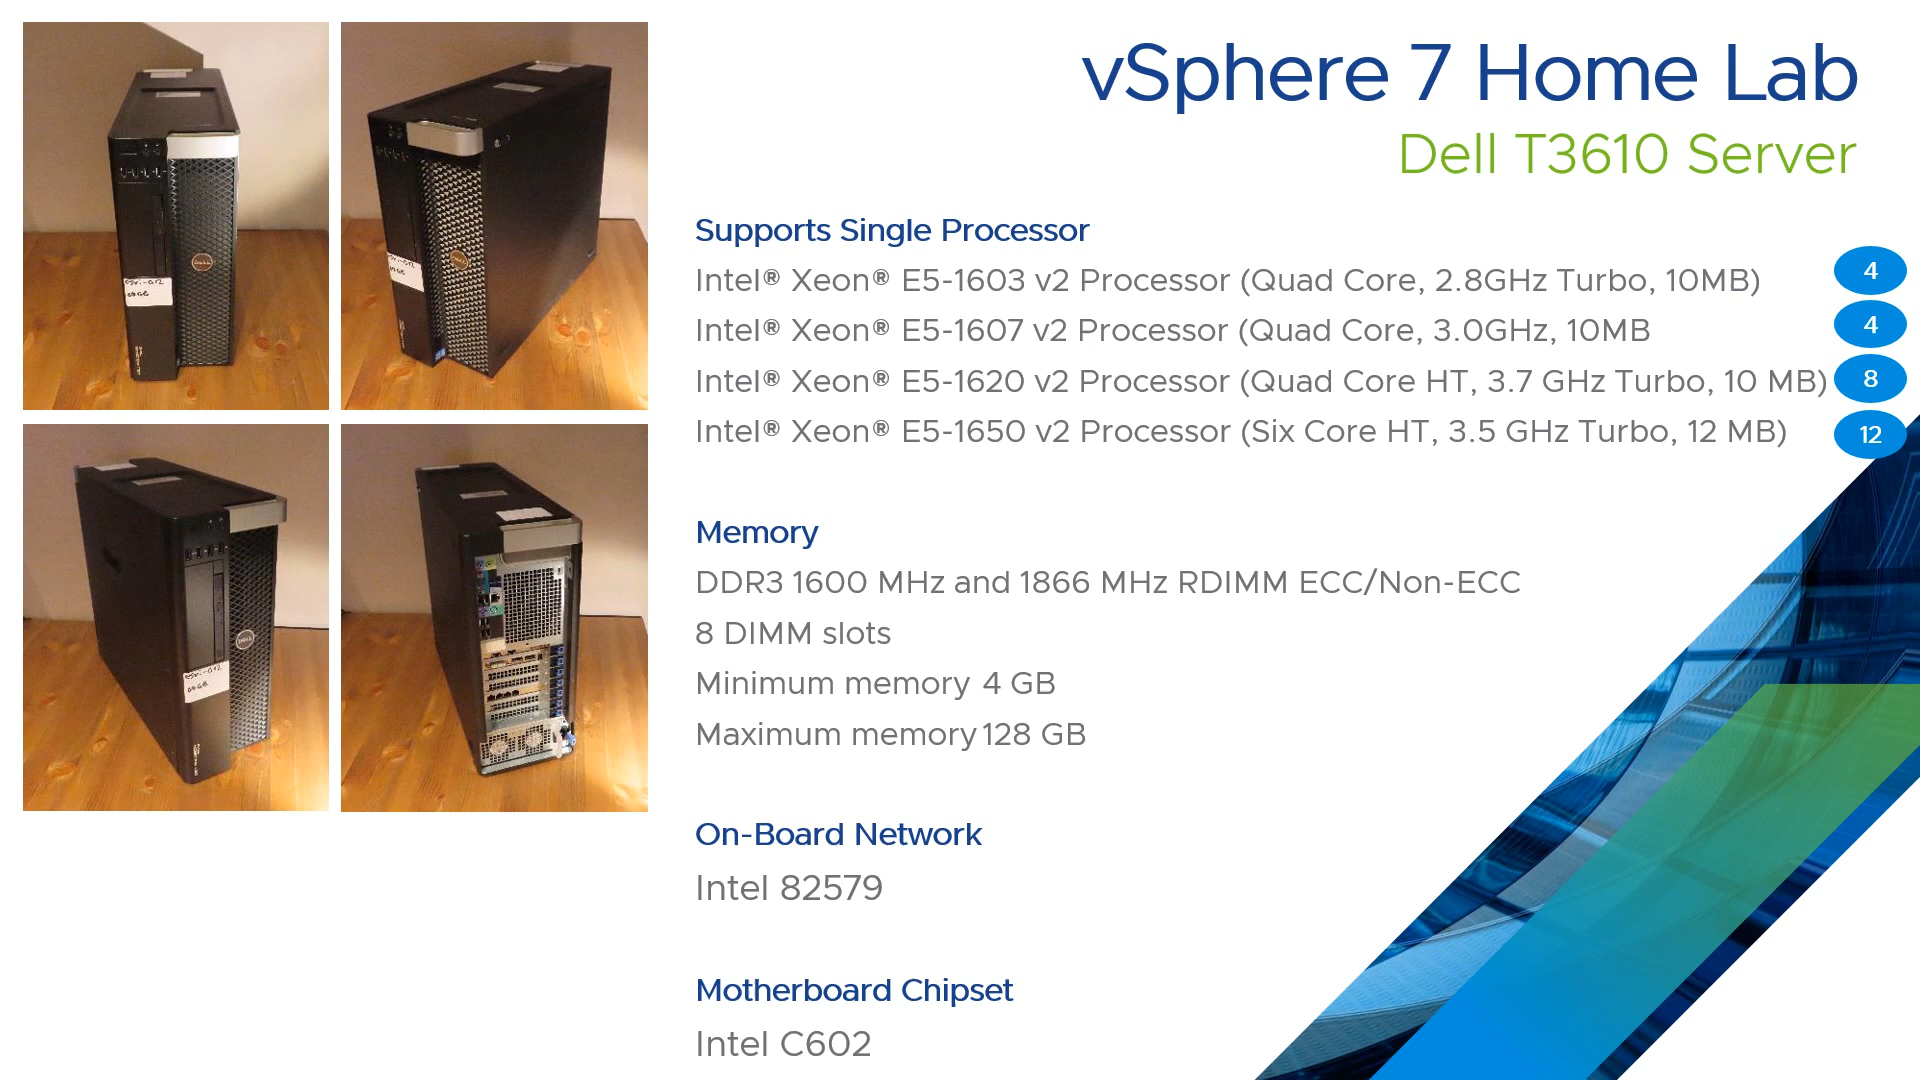 vSphere 7 Home Lab
Dell T3610 Server
Supports Single Processor
Intel® Xeon® E5-1603 v2 Processor (Quad Core, 2.8GHz Turbo, 10MB) 4
Intel® Xeon® E5-1607 v2 Processor (Quad Core, 3.0GHz, 10MB 4
Intel® Xeon® E5-1620 v2 Processor (Quad Core HT, 3.7 GHz Turbo, 10 MB) 8
Intel® Xeon® E5-1650 v2 Processor (Six Core HT, 3.5 GHz Turbo, 12 MB) 12
Memory
DDR3 1600 MHz and 1866 MHz RDIMM ECC/Non-ECC
8 DIMM slots
Minimum memory 4 GB
Maximum memory 128 GB
On-Board Network
Intel 82579
Motherboard Chipset
Intel C602
DELL
esxi-012
64GB